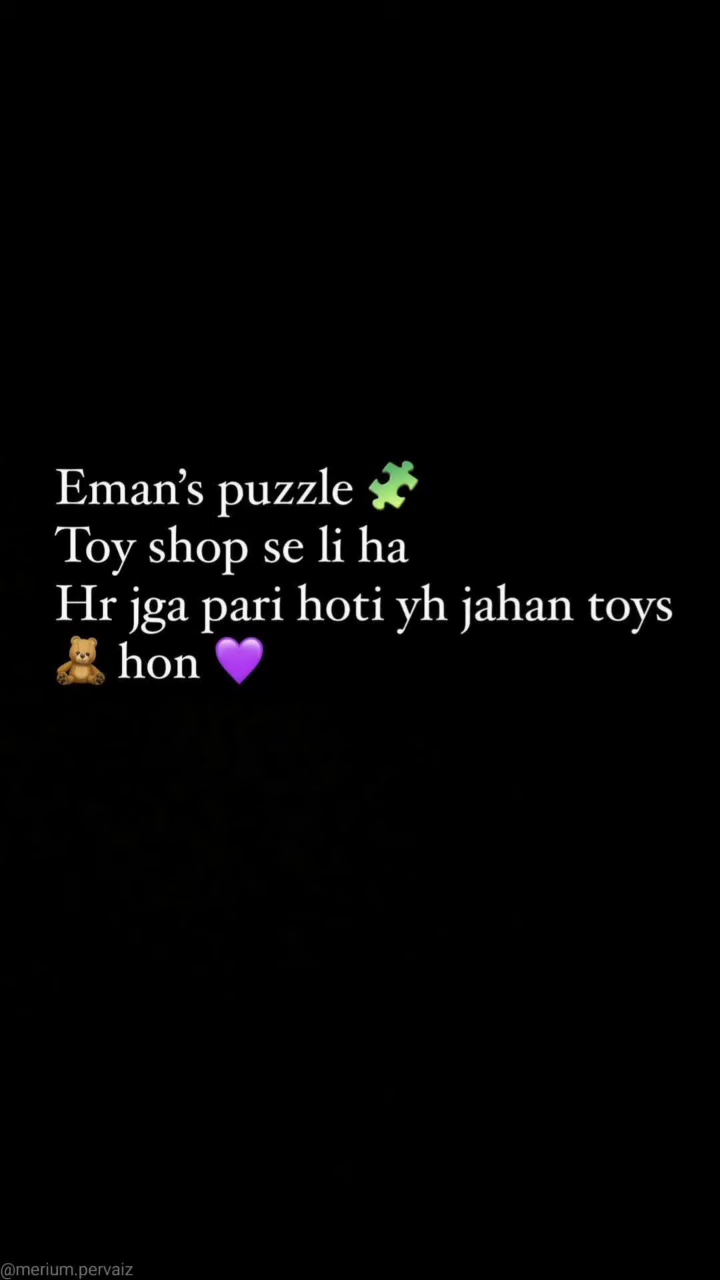 Eman’s puzzle 🧩
Toy shop se li ha
Hr jga pari hoti yh jahan toys
🧸 hon 💜
@merium.pervaiz